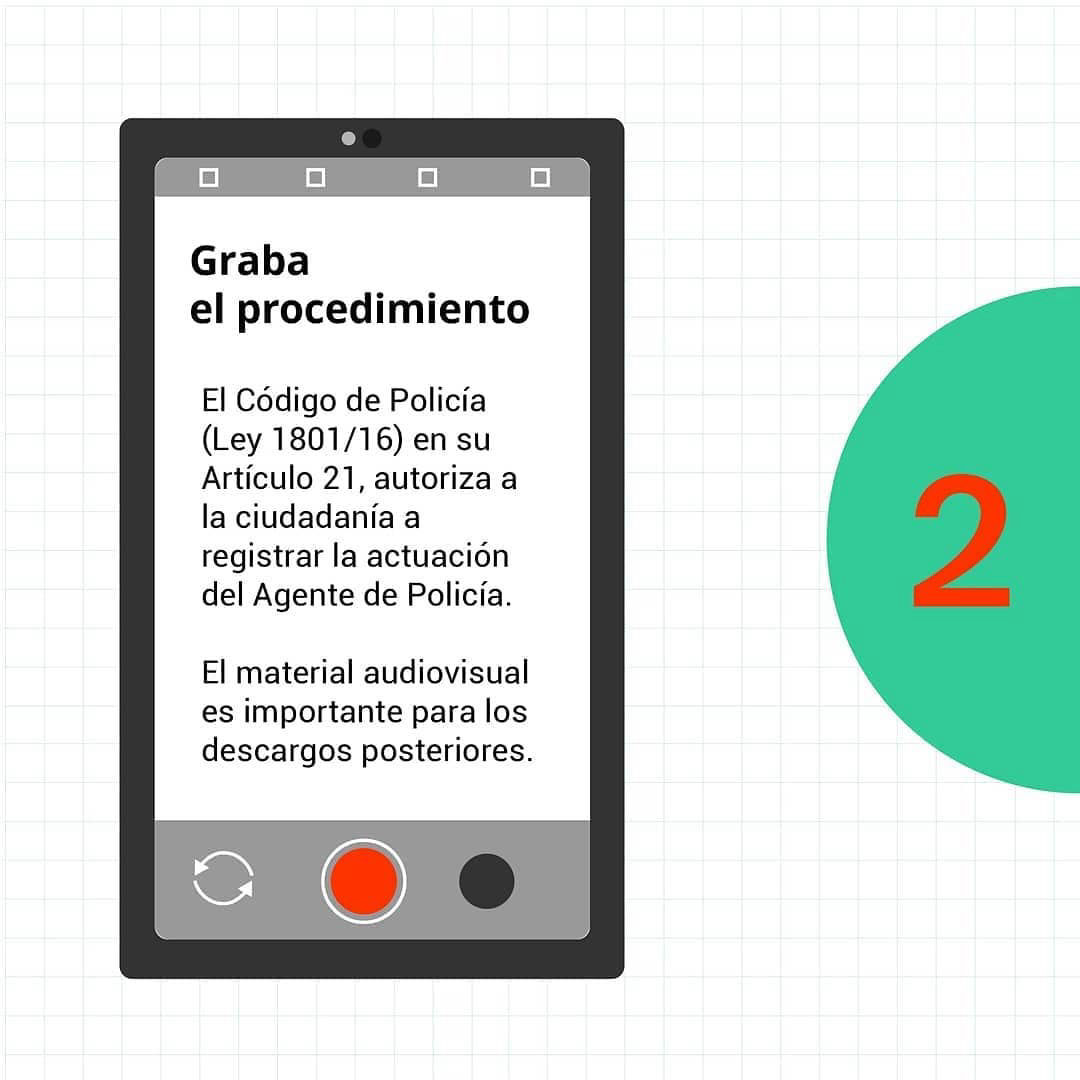 Graba
el procedimiento
El Código de Policía
(Ley 1801/16) en su
Artículo 21, autoriza a
la ciudadanía a
registrar la actuación
del Agente de Policía.
El material audiovisual
es importante para los
descargos posteriores.
2